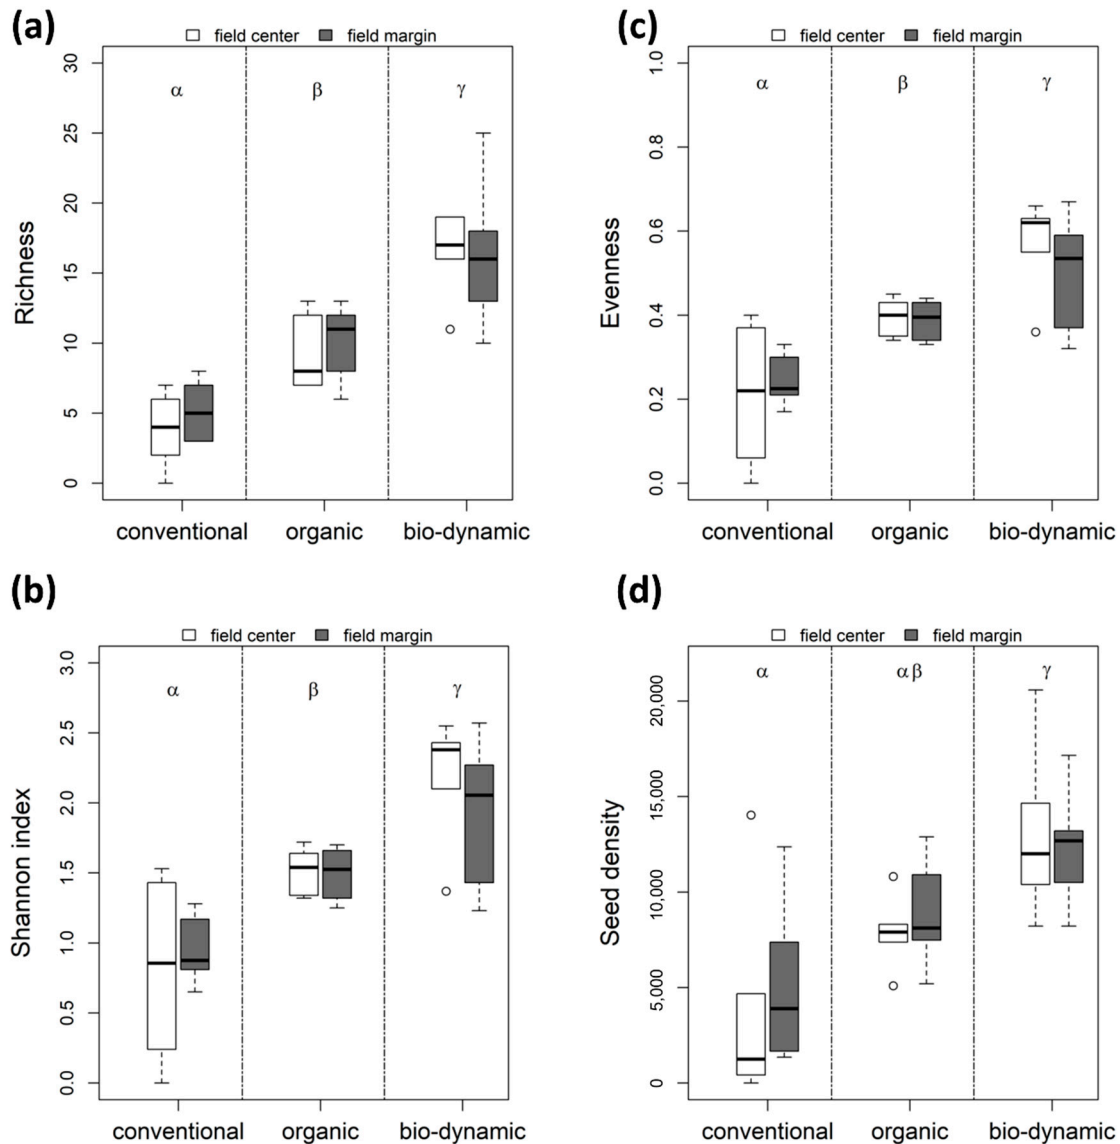 (a)
field center field margin
α β γ
30
25
20
15
10
5
0
Richness
conventional organic bio-dynamic
(c)
field center field margin
α β γ
1.0
0.8
0.6
0.4
0.2
0.0
Evenness
conventional organic bio-dynamic
(b)
field center field margin
α β γ
3.0
2.5
2.0
1.5
1.0
0.5
0.0
Shannon index
conventional organic bio-dynamic
(d)
field center field margin
α αβ γ
20,000
15,000
10,000
5,000
0
Seed density
conventional organic bio-dynamic